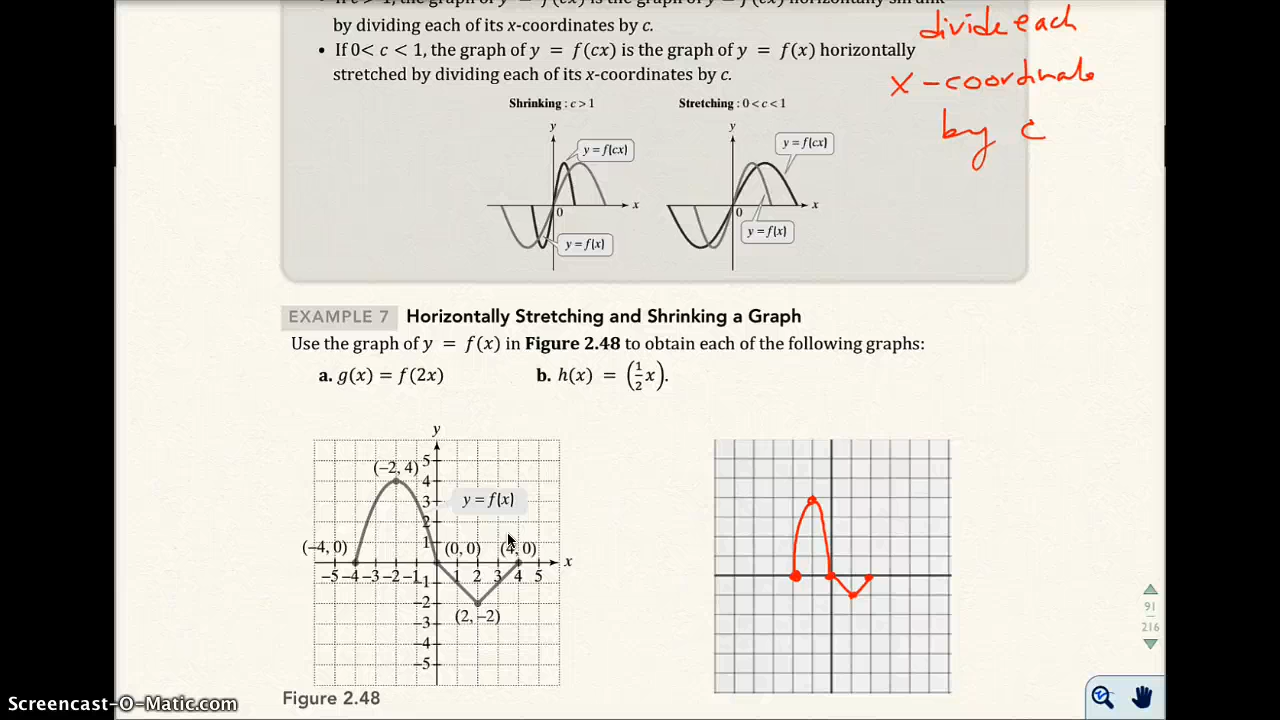 by dividing each of its x-coordinates by c.
• If 0< c < 1, the graph of y = f(cx) is the graph of y = f(x) horizontally
stretched by dividing each of its x-coordinates by c.
divide each
x-coordinate
by c
Shrinking : c > 1
Stretching : 0 < c < 1
y
y = f(cx)
x
0
y = f(x)
y
y = f(cx)
x
0
y = f(x)
EXAMPLE 7 Horizontally Stretching and Shrinking a Graph
Use the graph of y = f(x) in Figure 2.48 to obtain each of the following graphs:
a. g(x) = f(2x) b. h(x) = (1/2 x).
y
(−2, 4)
5
4
3
2
1
y = f(x)
(−4, 0)
(0, 0)
(4, 0)
x
−5 −4 −3 −2 −1 2 3 4 5
−1
−2
−3
−4
−5
(2, −2)
Figure 2.48
91
216
Screencast-O-Matic.com